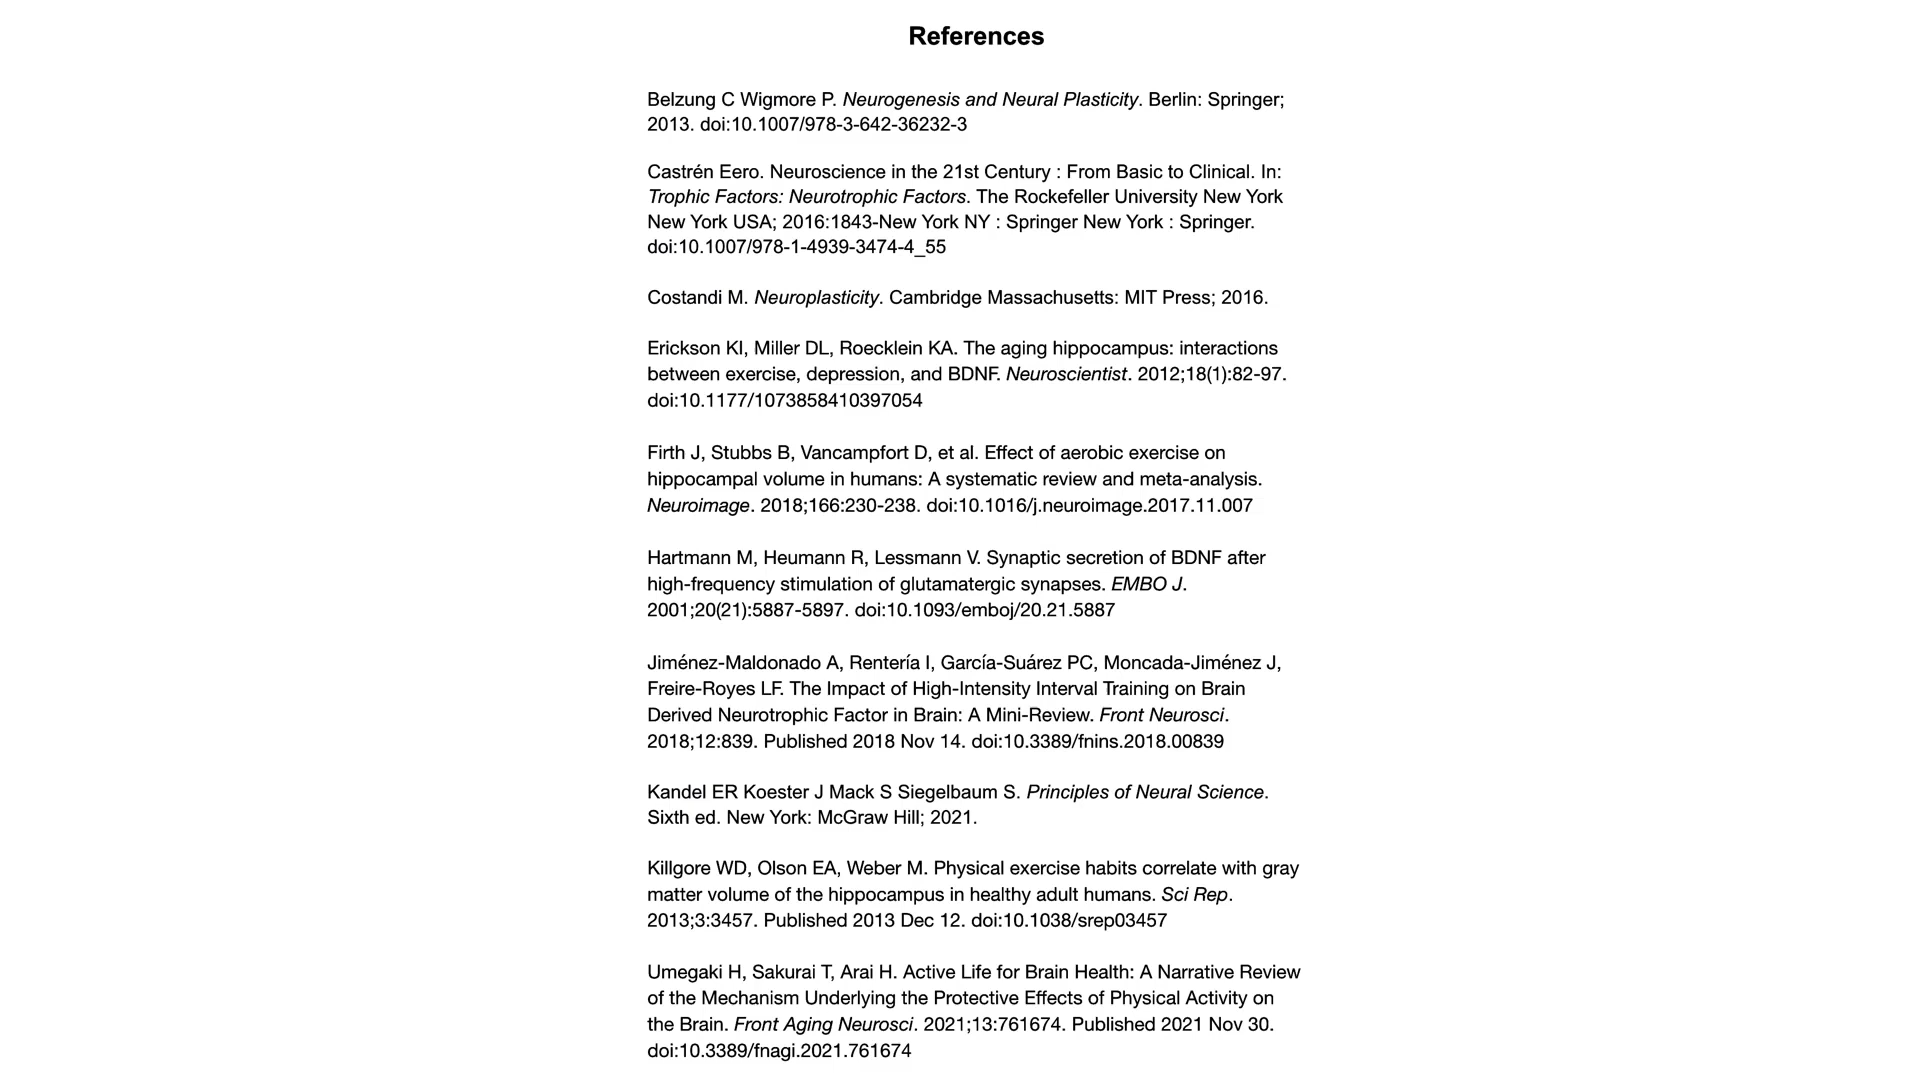 References
Belzung C Wigmore P. Neurogenesis and Neural Plasticity. Berlin: Springer;
2013. doi:10.1007/978-3-642-36232-3
Castrén Eero. Neuroscience in the 21st Century : From Basic to Clinical. In:
Trophic Factors: Neurotrophic Factors. The Rockefeller University New York
New York USA; 2016:1843-New York NY : Springer New York : Springer.
doi:10.1007/978-1-4939-3474-4_55
Costandi M. Neuroplasticity. Cambridge Massachusetts: MIT Press; 2016.
Erickson KI, Miller DL, Roecklein KA. The aging hippocampus: interactions
between exercise, depression, and BDNF. Neuroscientist. 2012;18(1):82-97.
doi:10.1177/1073858410397054
Firth J, Stubbs B, Vancampfort D, et al. Effect of aerobic exercise on
hippocampal volume in humans: A systematic review and meta-analysis.
Neuroimage. 2018;166:230-238. doi:10.1016/j.neuroimage.2017.11.007
Hartmann M, Heumann R, Lessmann V. Synaptic secretion of BDNF after
high-frequency stimulation of glutamatergic synapses. EMBO J.
2001;20(21):5887-5897. doi:10.1093/emboj/20.21.5887
Jiménez-Maldonado A, Rentería I, García-Suárez PC, Moncada-Jiménez J,
Freire-Royes LF. The Impact of High-Intensity Interval Training on Brain
Derived Neurotrophic Factor in Brain: A Mini-Review. Front Neurosci.
2018;12:839. Published 2018 Nov 14. doi:10.3389/fnins.2018.00839
Kandel ER Koester J Mack S Siegelbaum S. Principles of Neural Science.
Sixth ed. New York: McGraw Hill; 2021.
Killgore WD, Olson EA, Weber M. Physical exercise habits correlate with gray
matter volume of the hippocampus in healthy adult humans. Sci Rep.
2013;3:3457. Published 2013 Dec 12. doi:10.1038/srep03457
Umegaki H, Sakurai T, Arai H. Active Life for Brain Health: A Narrative Review
of the Mechanism Underlying the Protective Effects of Physical Activity on
the Brain. Front Aging Neurosci. 2021;13:761674. Published 2021 Nov 30.
doi:10.3389/fnagi.2021.761674